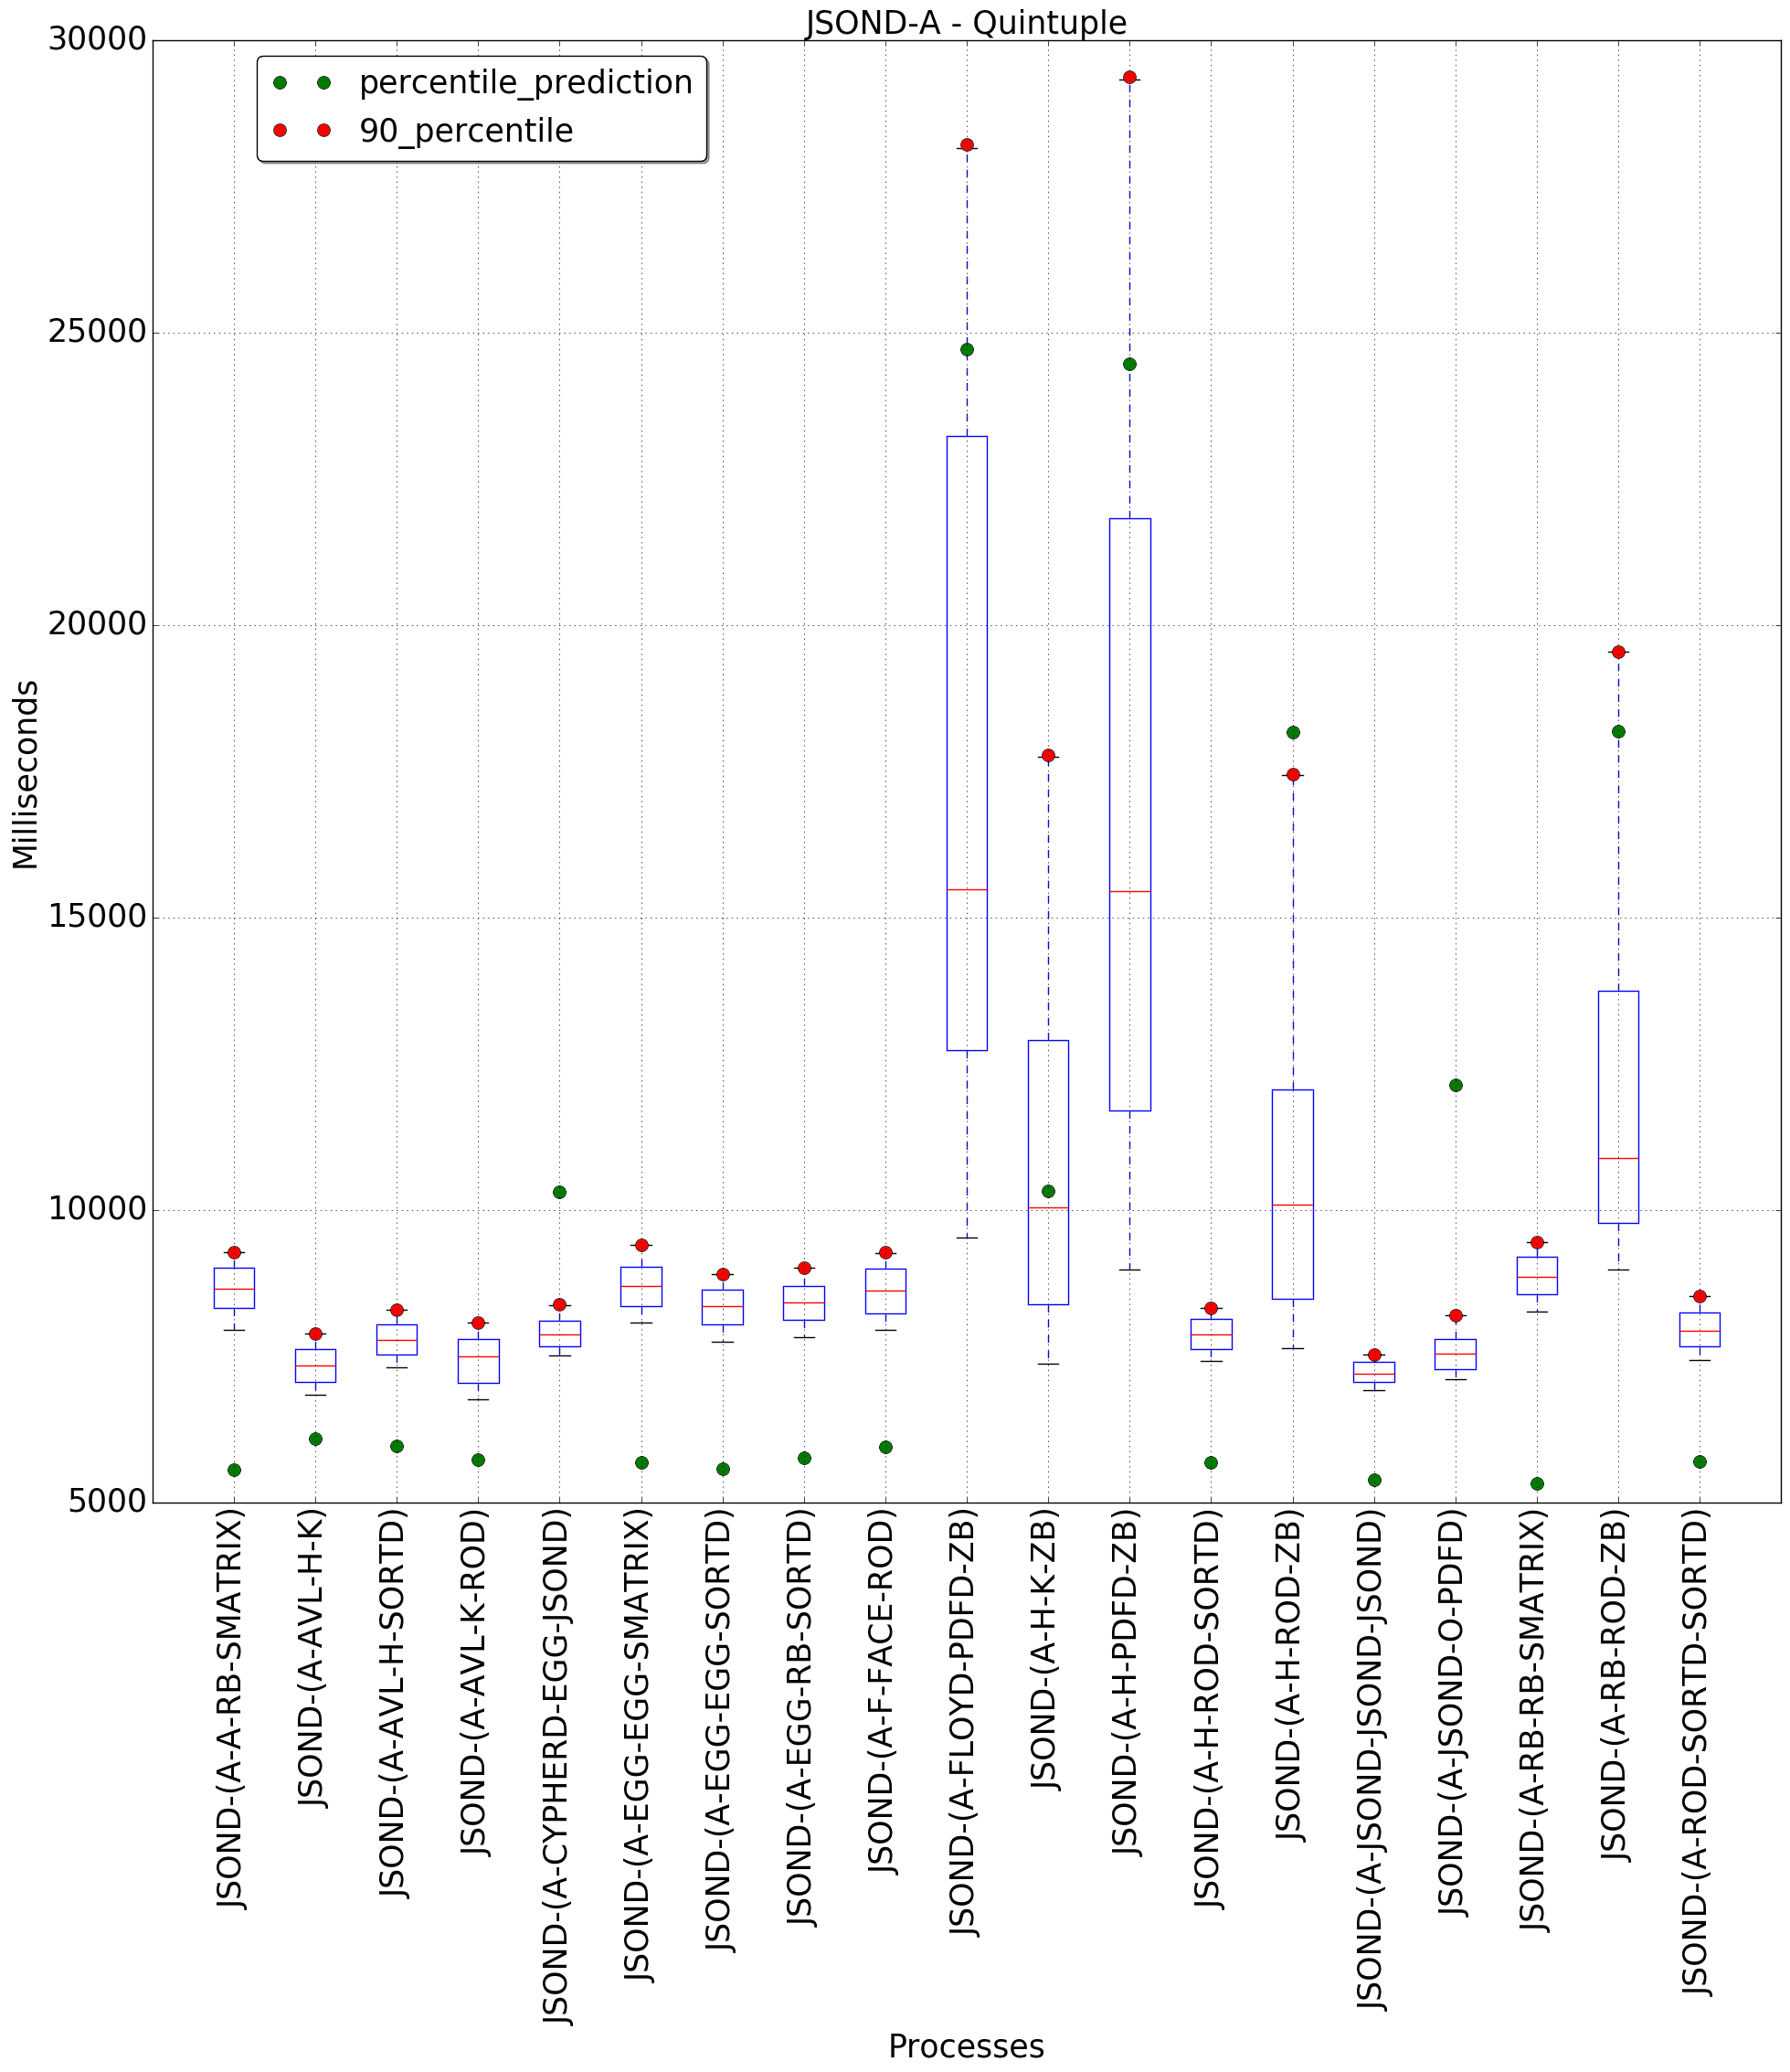 JSOND-A - Quintuple
percentile_prediction
90_percentile
30000
25000
20000
15000
10000
5000
Milliseconds
JSOND-(A-A-RB-SMATRIX)
JSOND-(A-AVL-H-K)
JSOND-(A-AVL-H-SORTD)
JSOND-(A-AVL-K-ROD)
JSOND-(A-CYPHERD-EGG-JSOND)
JSOND-(A-EGG-EGG-SMATRIX)
JSOND-(A-EGG-EGG-SORTD)
JSOND-(A-EGG-RB-SORTD)
JSOND-(A-F-FACE-ROD)
JSOND-(A-FLOYD-PDFD-ZB)
JSOND-(A-H-K-ZB)
JSOND-(A-H-PDFD-ZB)
JSOND-(A-H-ROD-SORTD)
JSOND-(A-H-ROD-ZB)
JSOND-(A-JSOND-JSOND-JSOND)
JSOND-(A-JSOND-O-PDFD)
JSOND-(A-RB-RB-SMATRIX)
JSOND-(A-RB-ROD-ZB)
JSOND-(A-ROD-SORTD-SORTD)
Processes